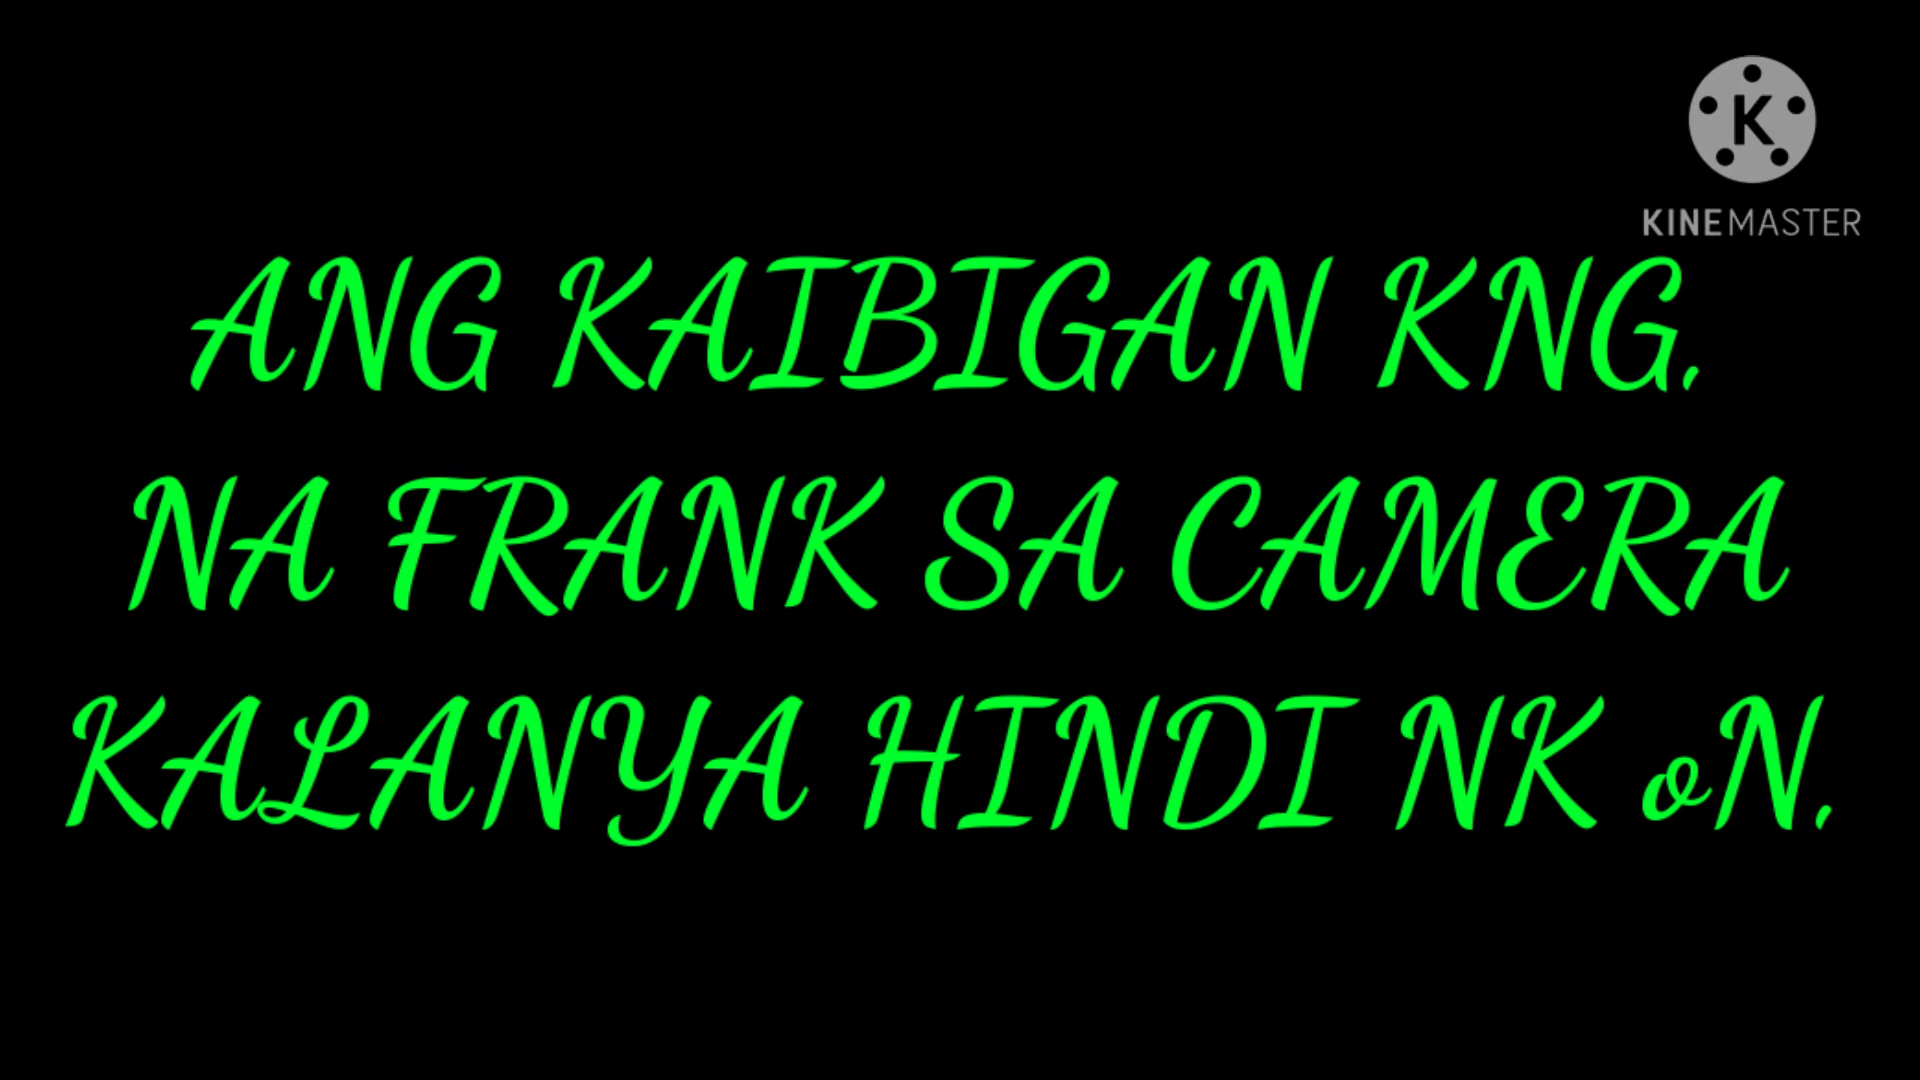 KINEMASTER
ANG KAIBIGAN KNG.
NA FRANK SA CAMERA
KALANYA HINDI NK oN.